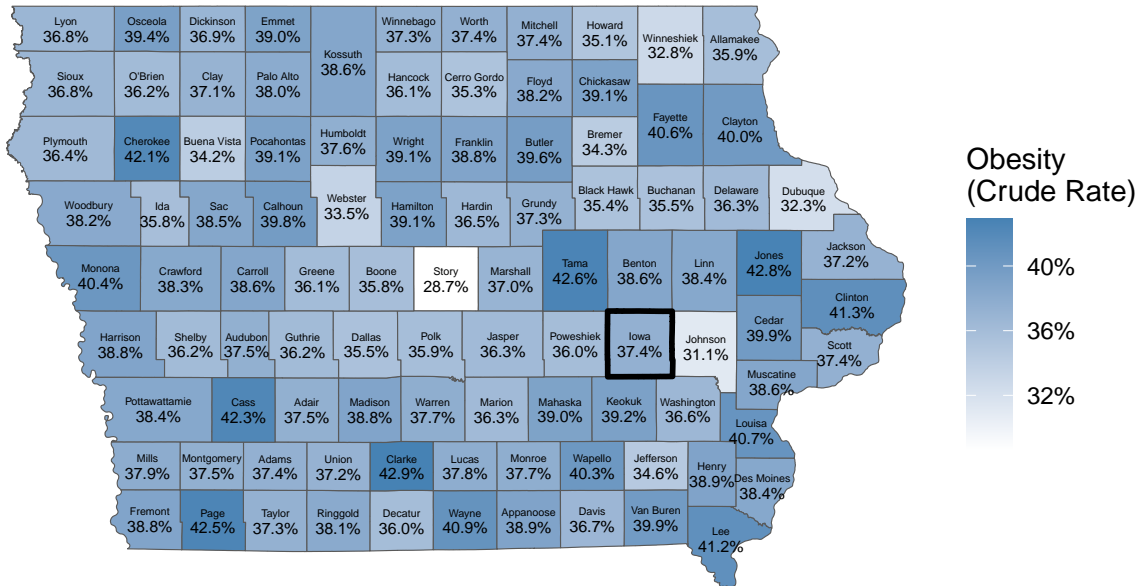 Lyon Osceola Dickinson Emmet Winnebago Worth Mitchell Howard Winneshiek Allamakee
36.8% 39.4% 36.9% 39.0% 37.3% 37.4% 37.4% 35.1% 32.8% 35.9%
Kossuth
38.6%
Sioux O'Brien Clay Palo Alto Hancock Cerro Gordo Floyd Chickasaw
36.8% 36.2% 37.1% 38.0% 36.1% 35.3% 38.2% 39.1%
Fayette Clayton
40.6% 40.0%
Plymouth Cherokee Buena Vista Pocahontas Humboldt Wright Franklin Butler Bremer
36.4% 42.1% 34.2% 39.1% 37.6% 39.1% 38.8% 39.6% 34.3%
Woodbury Ida Sac Calhoun Webster Hamilton Hardin Grundy Black Hawk Buchanan Delaware Dubuque
38.2% 35.8% 38.5% 39.8% 33.5% 39.1% 36.5% 37.3% 35.4% 35.5% 36.3% 32.3%
Monona Crawford Carroll Greene Boone Story Marshall Tama Benton Linn Jones Jackson
40.4% 38.3% 38.6% 36.1% 35.8% 28.7% 37.0% 42.6% 38.6% 38.4% 42.8% 37.2%
Clinton
41.3%
Harrison Shelby Audubon Guthrie Dallas Polk Jasper Poweshiek Iowa Johnson Cedar Scott
38.8% 36.2% 37.5% 36.2% 35.5% 35.9% 36.3% 36.0% 37.4% 31.1% 39.9% 37.4%
Muscatine
38.6%
Pottawattamie Cass Adair Madison Warren Marion Mahaska Keokuk Washington Louisa
38.4% 42.3% 37.5% 38.8% 37.7% 36.3% 39.0% 39.2% 36.6% 40.7%
Mills Montgomery Adams Union Clarke Lucas Monroe Wapello Jefferson Henry Des Moines
37.9% 37.5% 37.4% 37.2% 42.9% 37.8% 37.7% 40.3% 34.6% 38.9% 38.4%
Fremont Page Taylor Ringgold Decatur Wayne Appanoose Davis Van Buren Lee
38.8% 42.5% 37.3% 38.1% 36.0% 40.9% 38.9% 36.7% 39.9% 41.2%
Obesity
(Crude Rate)
40%
36%
32%